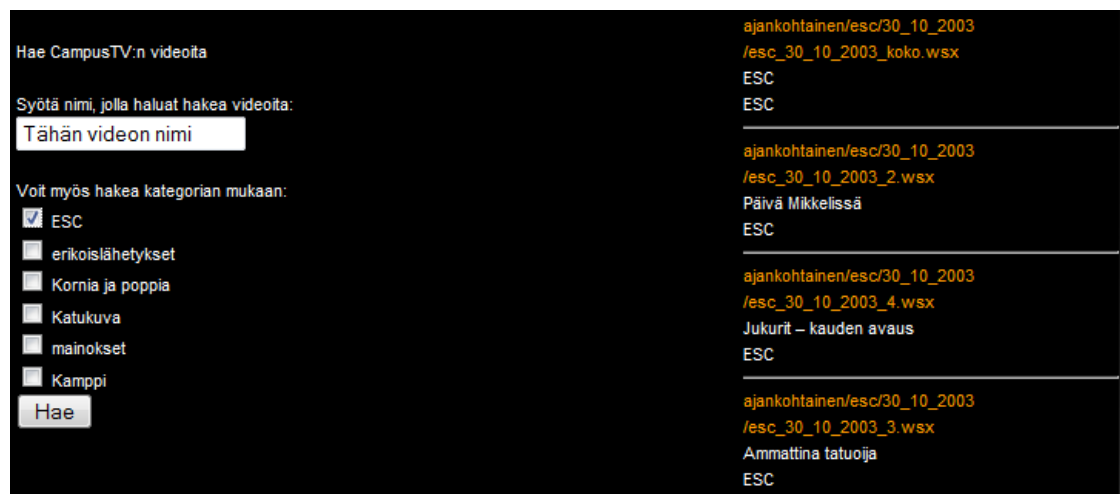 Hae CampusTV:n videoita
Syötä nimi, jolla haluat hakea videoita:
Tähän videon nimi
Voit myös hakea kategorian mukaan:
ESC
erikoislähetykset
Kornia ja poppia
Katukuva
mainokset
Kamppi
Hae
ajankohtainen/esc/30_10_2003
/esc_30_10_2003_koko.wsx
ESC
ESC
ajankohtainen/esc/30_10_2003
/esc_30_10_2003_2.wsx
Päivä Mikkelissä
ESC
ajankohtainen/esc/30_10_2003
/esc_30_10_2003_4.wsx
Jukurit – kauden avaus
ESC
ajankohtainen/esc/30_10_2003
/esc_30_10_2003_3.wsx
Ammattina tatuoija
ESC